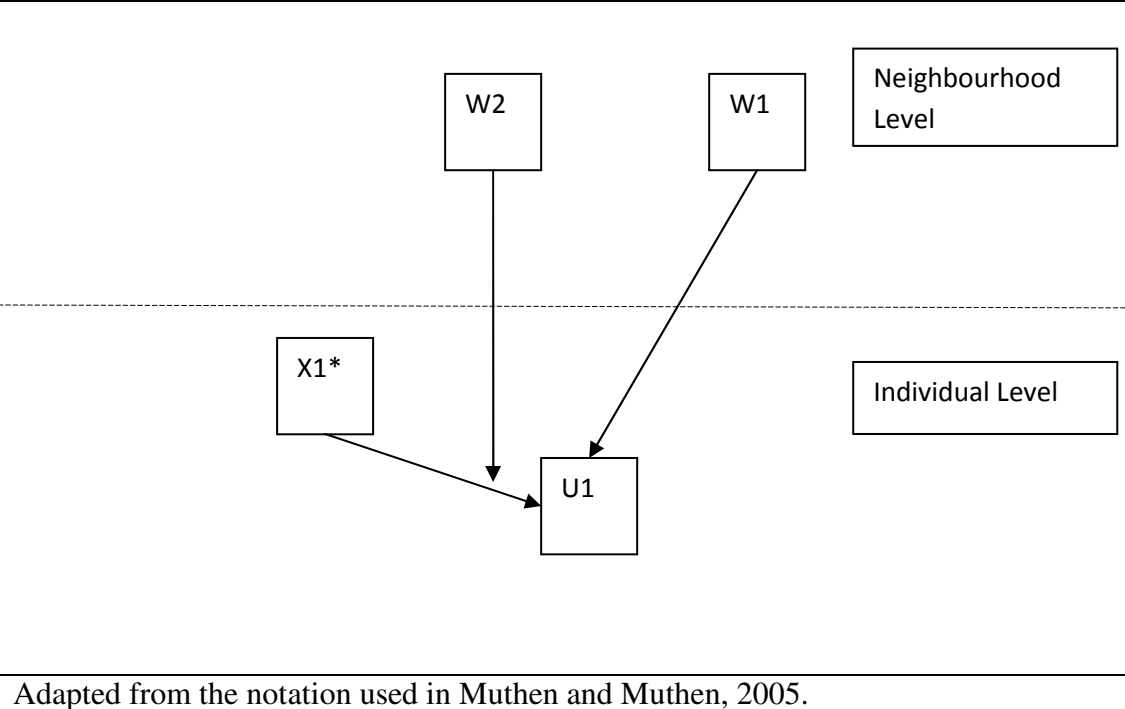 W2
W1
Neighbourhood
Level
X1*
Individual Level
U1
Adapted from the notation used in Muthen and Muthen, 2005.